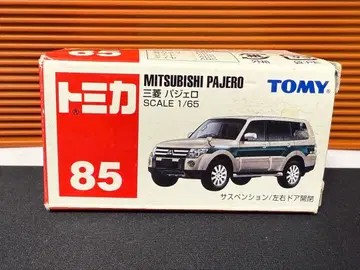 トミカ
85
MITSUBISHI PAJERO
三菱 パジェロ
SCALE 1/65
TOMY
サスペンション/左右ドア開閉